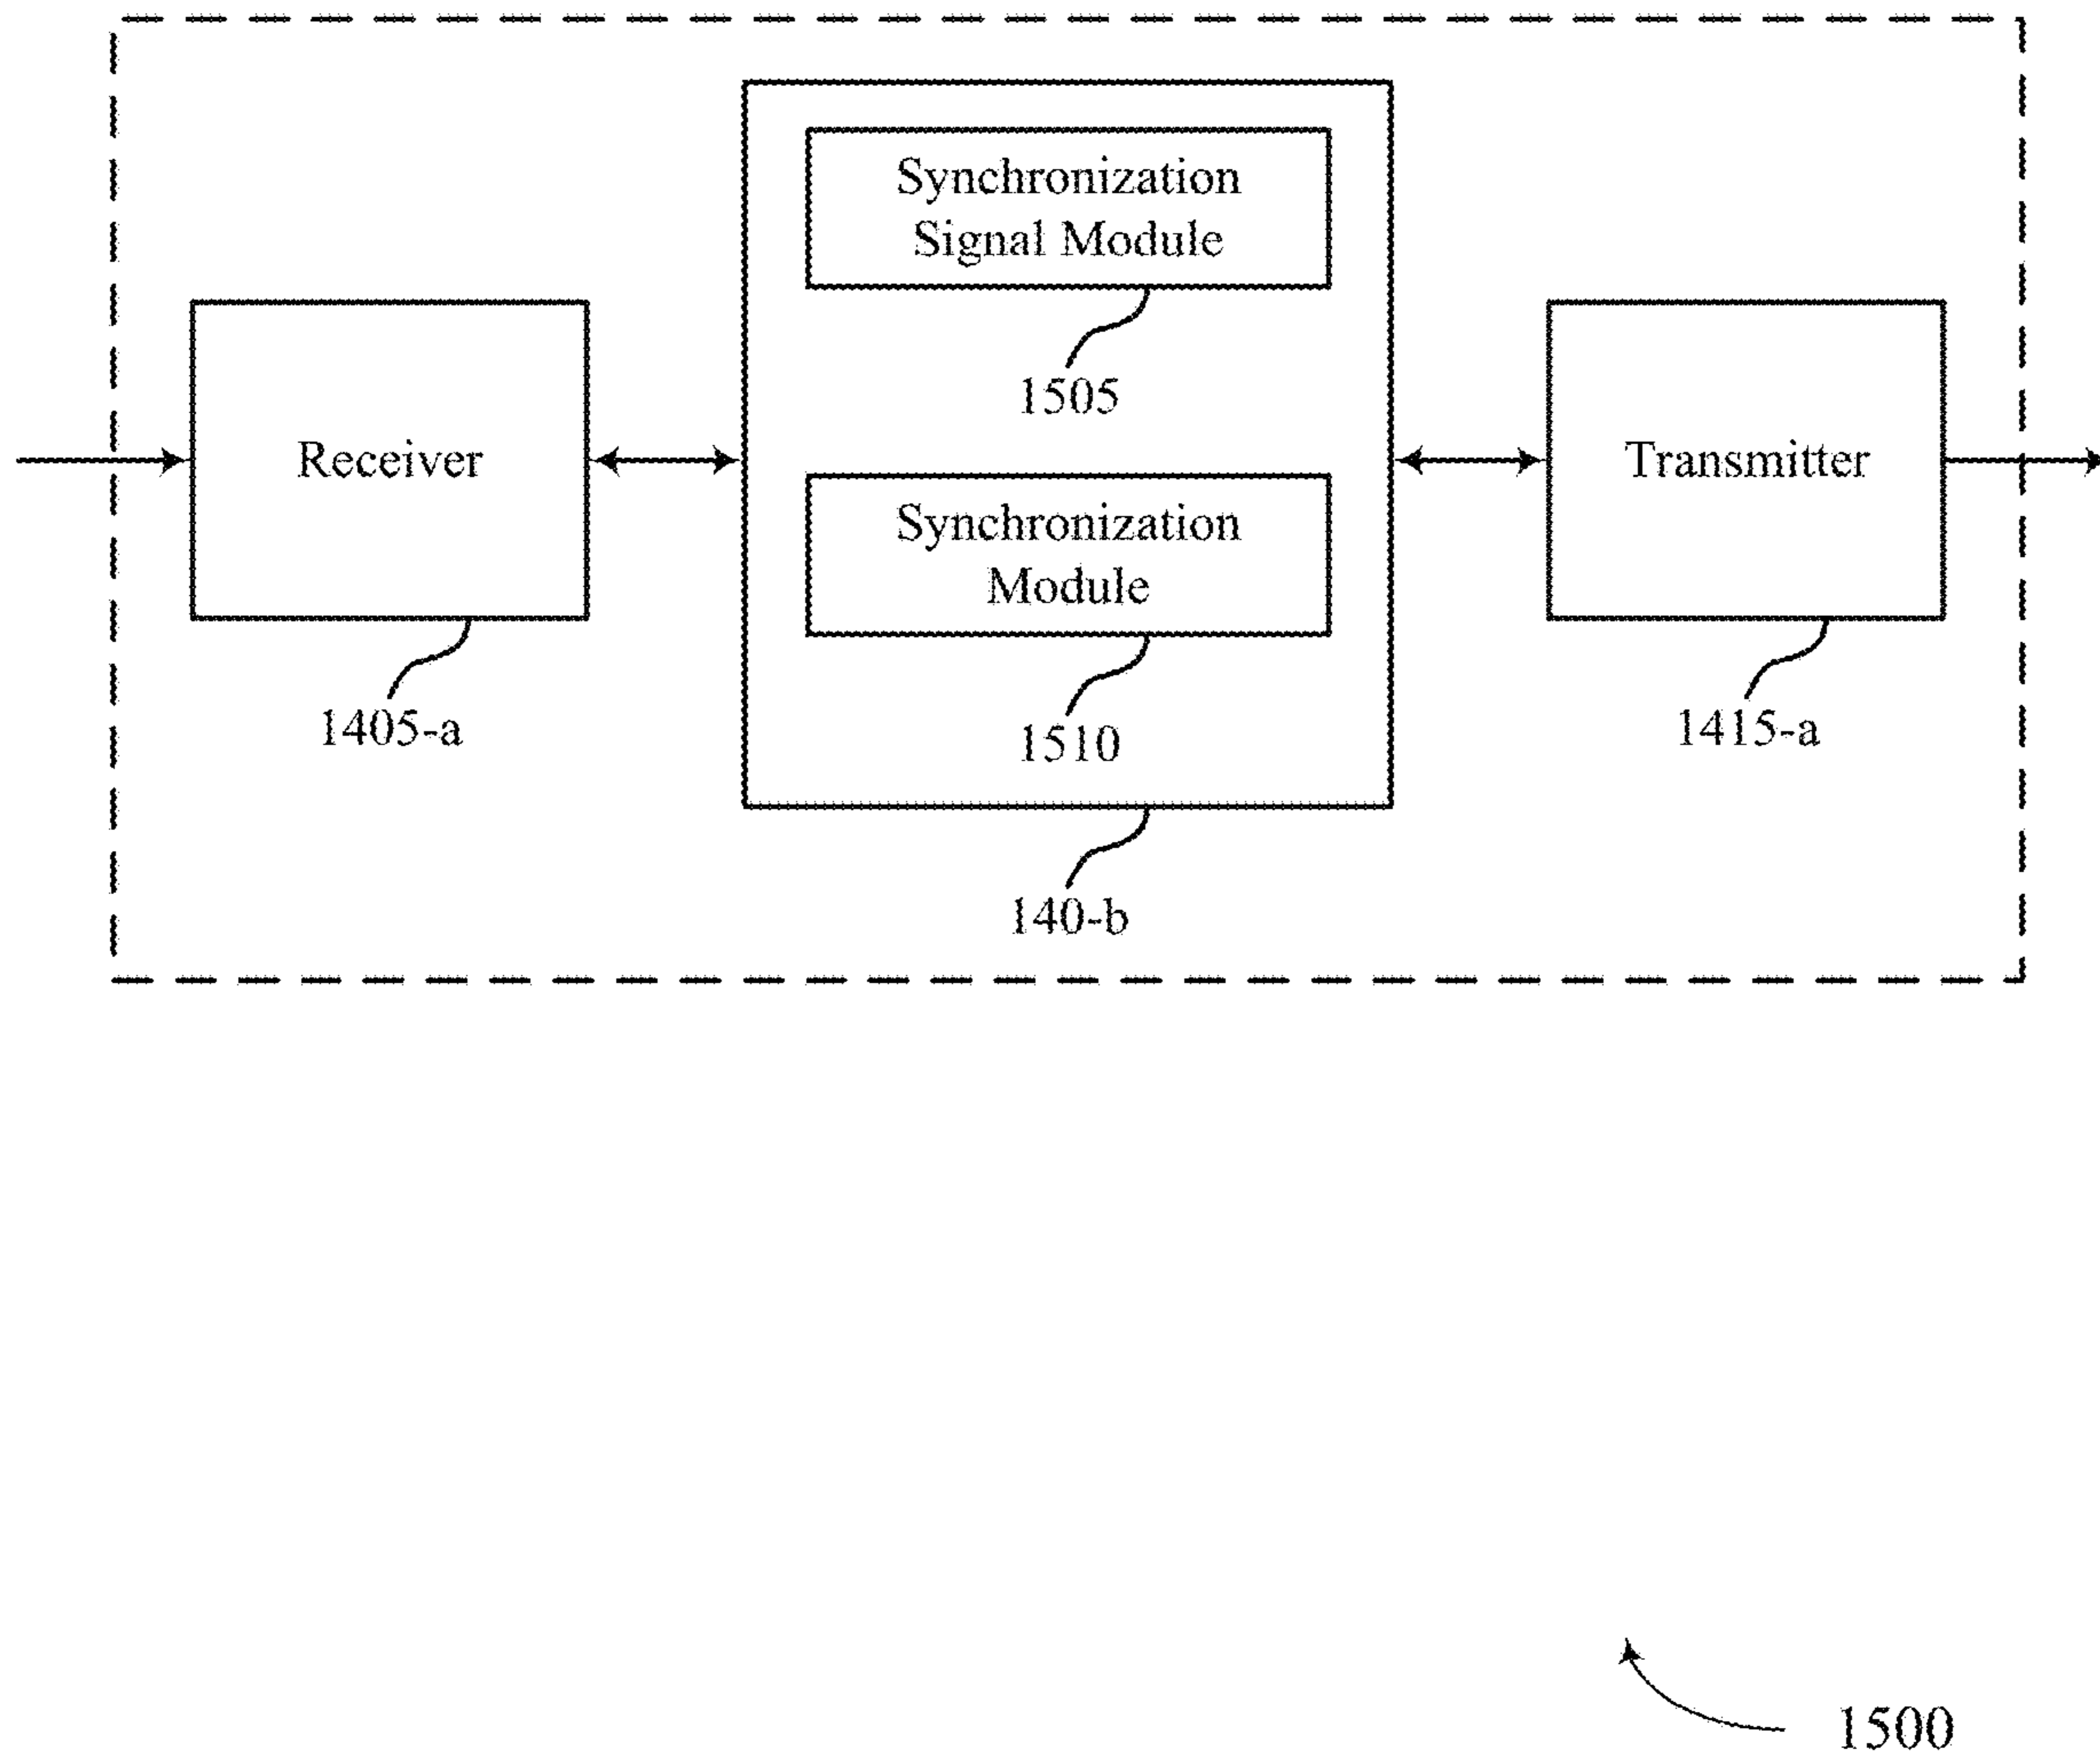 Synchronization
Signal Module
1505
Receiver
Transmitter
Synchronization
Module
1405-a
1510
1415-a
140-b
1500